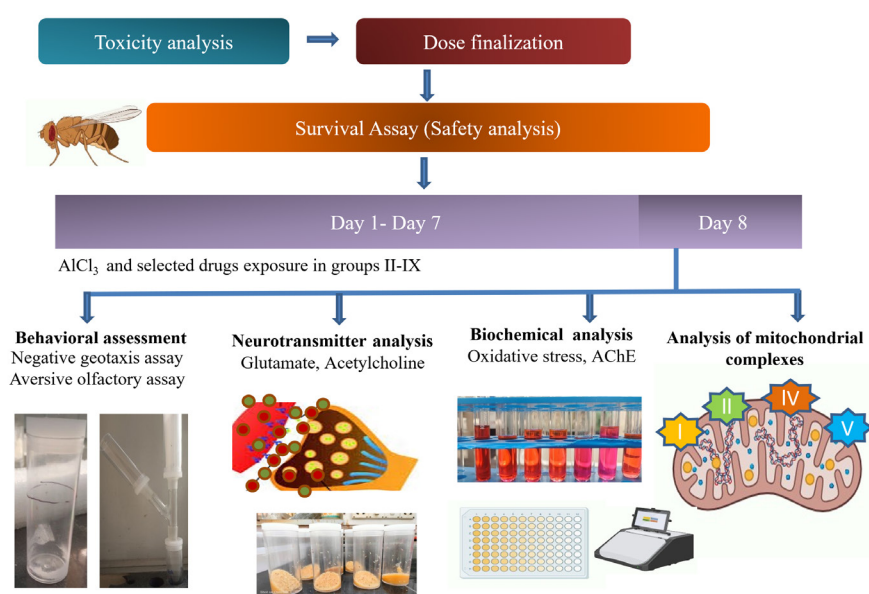 Toxicity analysis
Dose finalization
Survival Assay (Safety analysis)
Day 1- Day 7
Day 8
AlCl₃ and selected drugs exposure in groups II-IX
Behavioral assessment
Negative geotaxis assay
Aversive olfactory assay
Neurotransmitter analysis
Glutamate, Acetylcholine
Biochemical analysis
Oxidative stress, AChE
Analysis of mitochondrial
complexes
I
II
IV
V